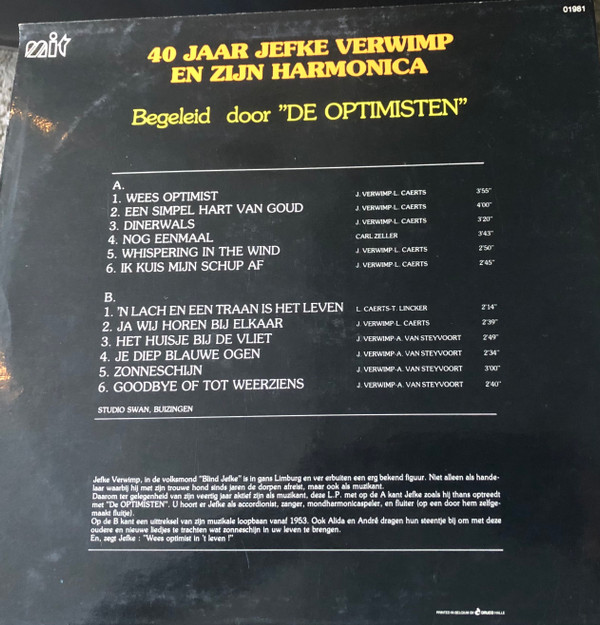 mir
01981
40 JAAR JEFKE VERWIMP
EN ZIJN HARMONICA
Begeleid door "DE OPTIMISTEN"
A.
1. WEES OPTIMIST J. VERWIMP-L. CAERTS 3'55"
2. EEN SIMPEL HART VAN GOUD J. VERWIMP-L. CAERTS 4'00"
3. DINERWALS J. VERWIMP-L. CAERTS 3'20"
4. NOG EENMAAL CARL ZELLER 3'43"
5. WHISPERING IN THE WIND J. VERWIMP-L. CAERTS 2'50"
6. IK KUIS MIJN SCHUP AF J. VERWIMP-L. CAERTS 2'45"
B.
1. 'N LACH EN EEN TRAAN IS HET LEVEN L. CAERTS-T. LINCKER 2'14"
2. JA WIJ HOREN BIJ ELKAAR J. VERWIMP-L. CAERTS 2'39"
3. HET HUISJE BIJ DE VLIET J. VERWIMP-A. VAN STEYVOORT 2'49"
4. JE DIEP BLAUWE OGEN J. VERWIMP-A. VAN STEYVOORT 2'34"
5. ZONNESCHIJN J. VERWIMP-A. VAN STEYVOORT 3'00"
6. GOODBYE OF TOT WEERZIENS J. VERWIMP-A. VAN STEYVOORT 2'40"
STUDIO SWAN, BUIZINGEN
Jefke Verwimp, in de volksmond "Blind Jefke" is in gans Limburg en ver erbuiten een erg bekend figuur. Niet alleen als hande-
laar waarbij hij met zijn trouwe hond sinds jaren de dorpen afreist, maar ook als muzikant.
Daarom ter gelegenheid van zijn veertig jaar aktief zijn als muzikant, deze L.P. met op de A kant Jefke zoals hij thans optreedt
met "De OPTIMISTEN". U hoort er Jefke als accordionist, zanger, mondharmonicaspeler, en fluiter (op een door hem zelfge-
maakt fluitje).
Op de B kant een uittreksel van zijn muzikale loopbaan vanaf 1953. Ook Alida en André dragen hun steentje bij om met deze
oudere en nieuwe liedjes te trachten wat zonneschijn in uw leven te brengen.
En, zegt Jefke : "Wees optimist in 't leven !"
PRINTED IN BELGIUM BY